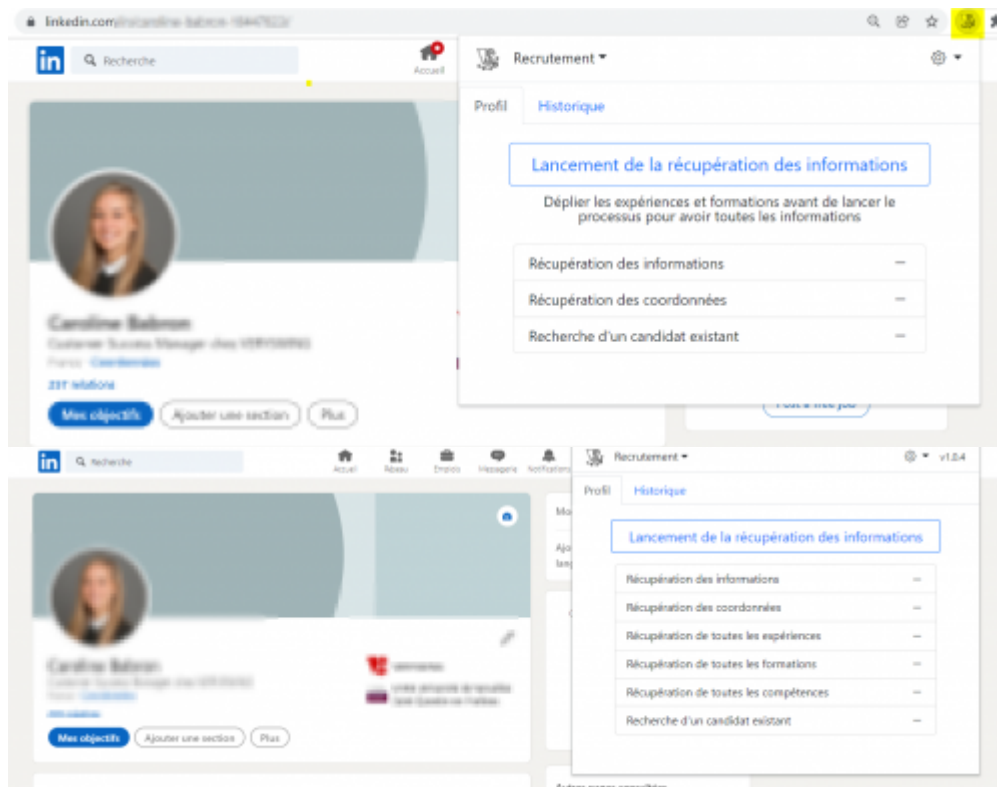 linkedin.com
in
Recherche
Accueil
Recrutement
Profil
Historique
Lancement de la récupération des informations
Déplier les expériences et formations avant de lancer le
processus pour avoir toutes les informations
Récupération des informations
Récupération des coordonnées
Recherche d'un candidat existant
relations
Mes objectifs
Ajouter une section
Plus
in
Recherche
Accueil
Réseau
Emplois
Messagerie
Notifications
Recrutement
v1.0.4
Profil
Historique
Lancement de la récupération des informations
Récupération des informations
Récupération des coordonnées
Récupération de toutes les expériences
Récupération de toutes les formations
Récupération de toutes les compétences
Recherche d'un candidat existant
Mes objectifs
Ajouter une section
Plus